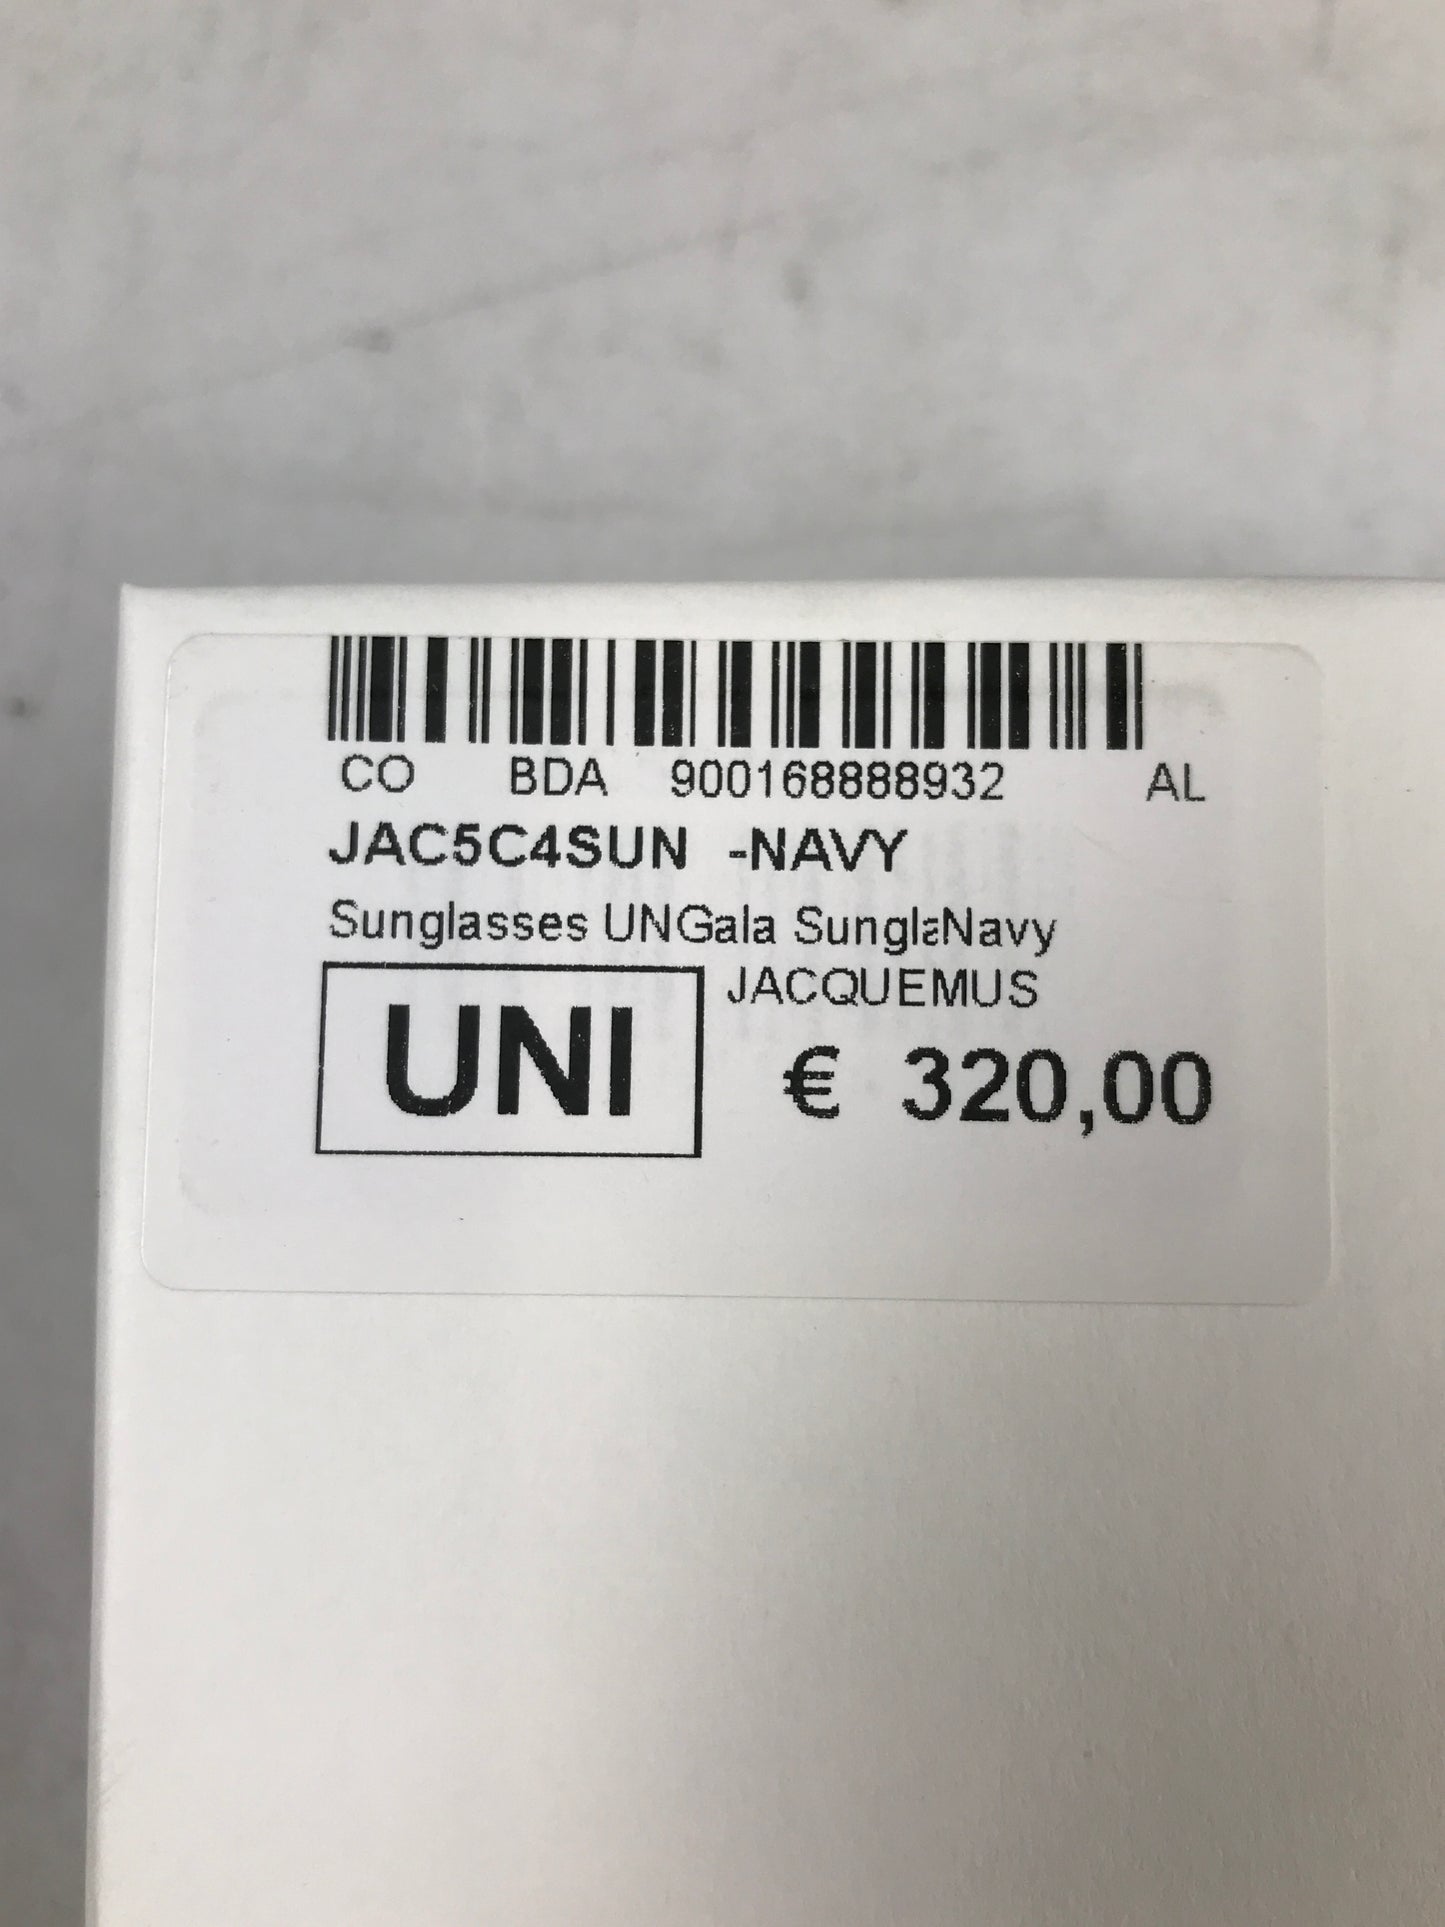 CO BDA 900168888932 AL
JAC5C4SUN -NAVY
Sunglasses UNGala SunglaNavy
JACQUEMUS
UNI
€ 320,00